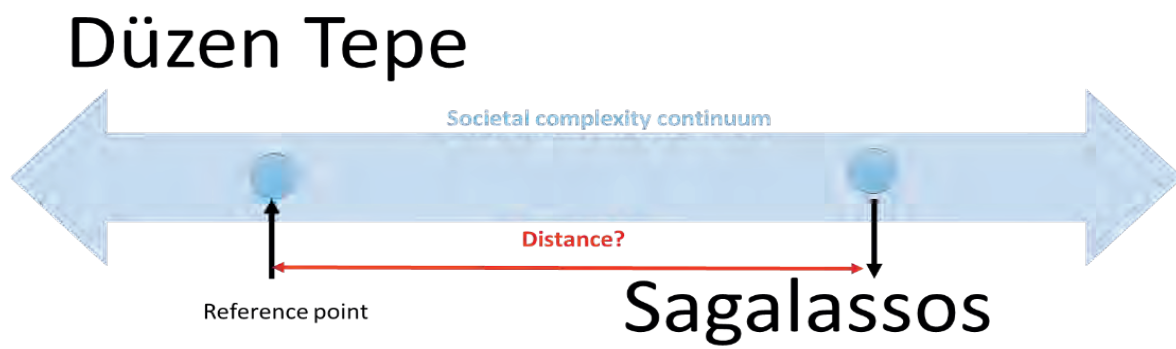 Düzen Tepe
Societal complexity continuum
Distance?
Reference point
Sagalassos